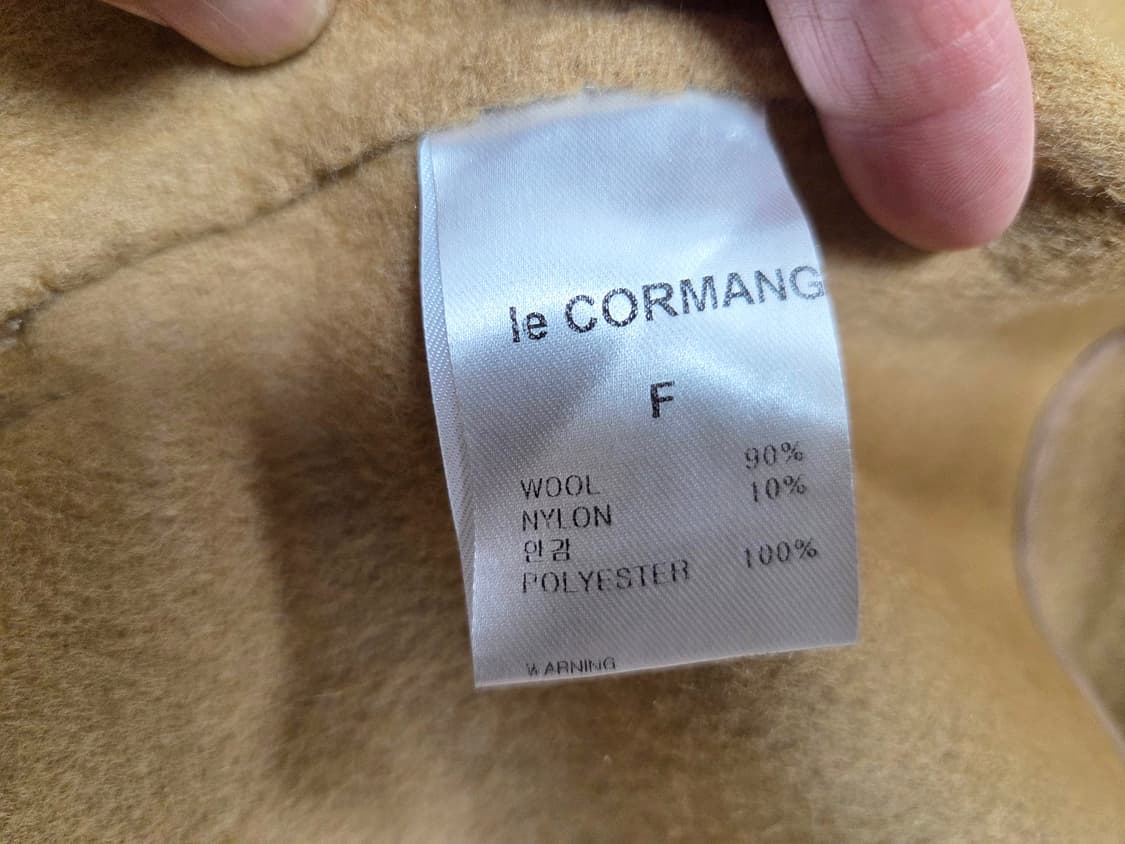 le CORMANG
F
WOOL 90%
NYLON 10%
안감
POLYESTER 100%
WARNING